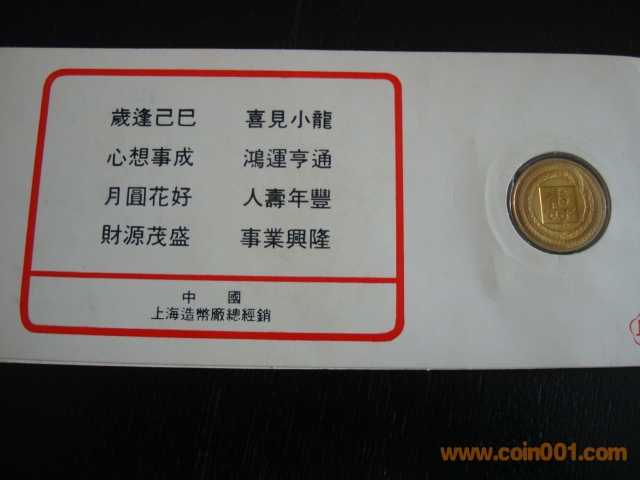 歲逢己巳 喜見小龍
心想事成 鴻運亨通
月圓花好 人壽年豐
財源茂盛 事業興隆
中 國
上海造幣廠總經銷
www.coin001.com